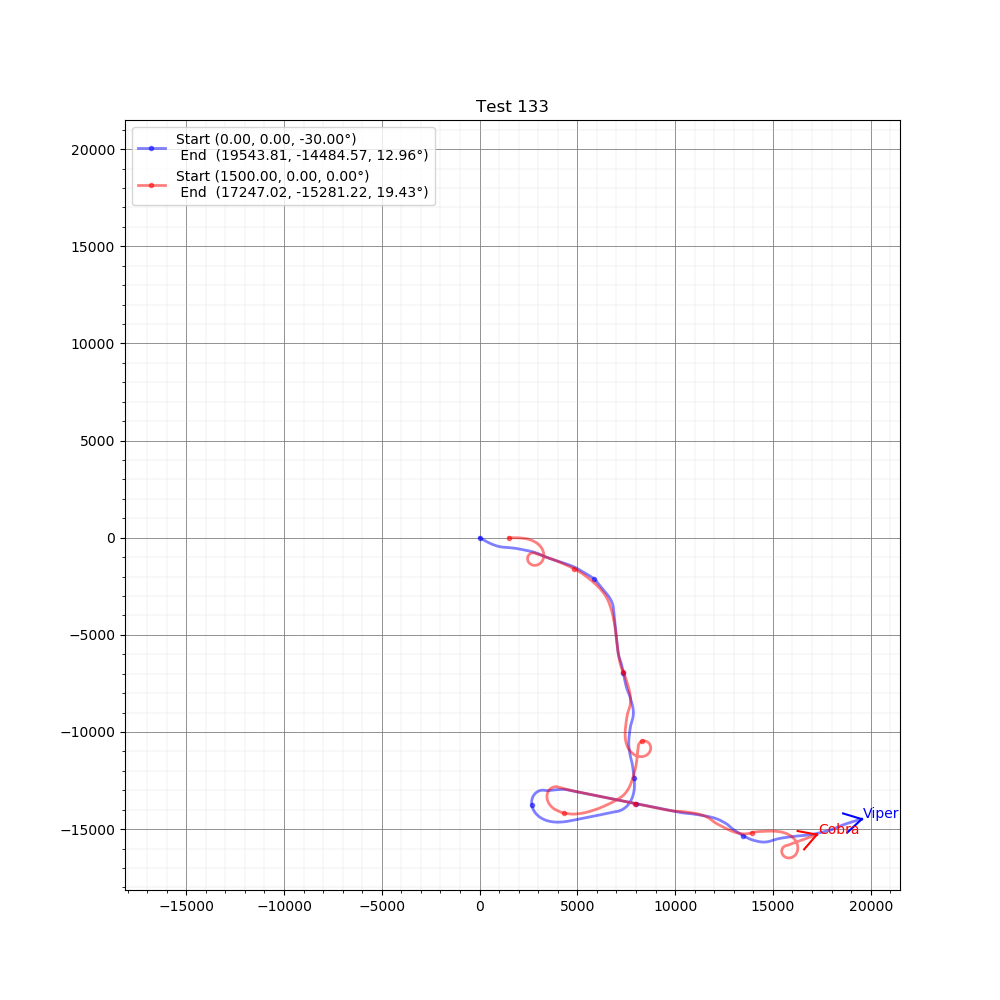 Test 133
Start (0.00, 0.00, -30.00°)
End (19543.81, -14484.57, 12.96°)
Start (1500.00, 0.00, 0.00°)
End (17247.02, -15281.22, 19.43°)
20000
15000
10000
5000
0
−5000
−10000
−15000
Viper
Cobra
−15000 −10000 −5000 0 5000 10000 15000 20000